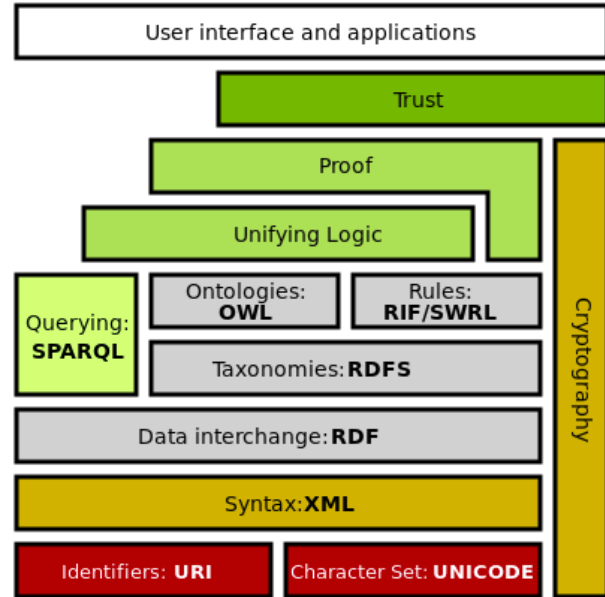 User interface and applications
Trust
Proof
Unifying Logic
Querying:
SPARQL
Ontologies:
OWL
Rules:
RIF/SWRL
Taxonomies:RDFS
Data interchange:RDF
Syntax:XML
Identifiers: URI
Character Set: UNICODE
Cryptography